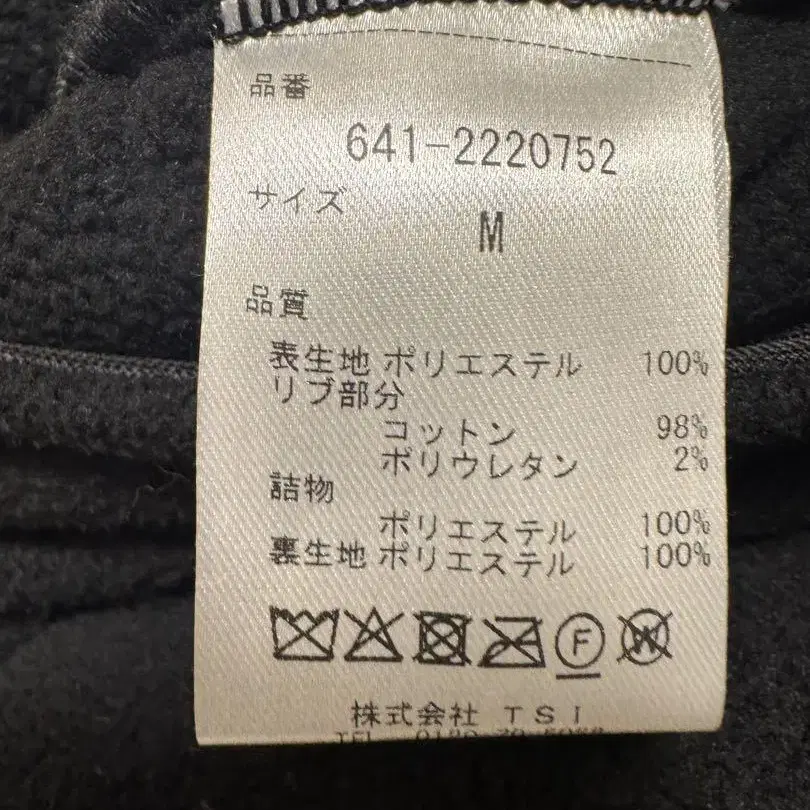 品番
641-2220752
サイズ
M
品質
表生地 ポリエステル 100%
リブ部分
コットン 98%
ポリウレタン 2%
詰物
ポリエステル 100%
裏生地 ポリエステル 100%
F W
株式会社 TSI
TEL